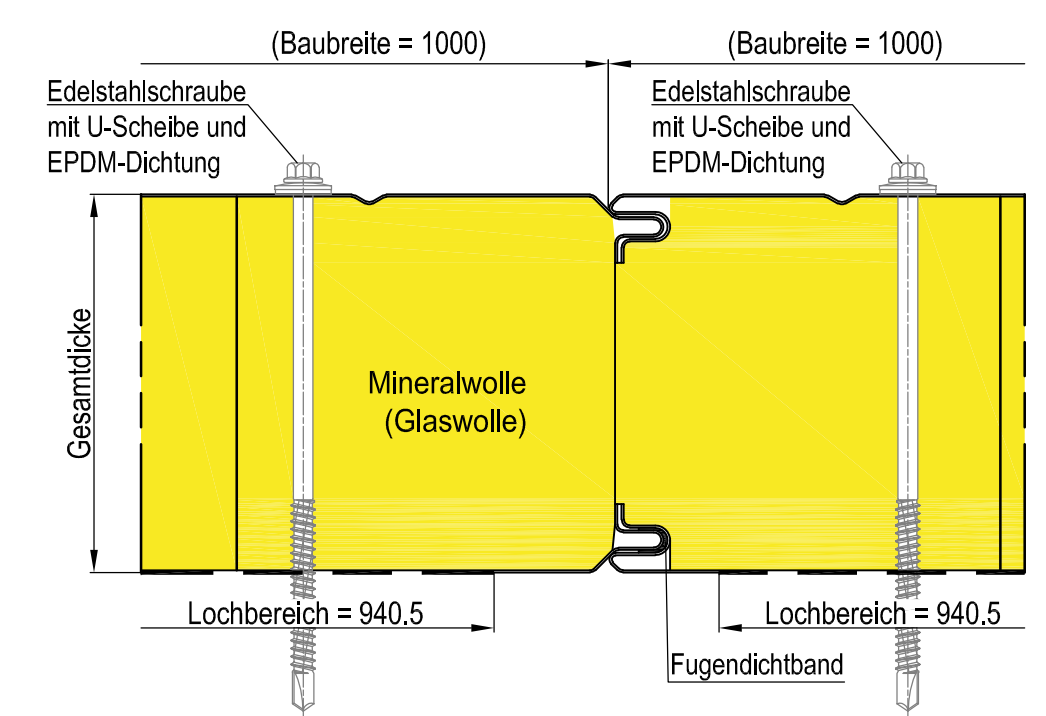 (Baubreite = 1000)
(Baubreite = 1000)
Edelstahlschraube
mit U-Scheibe und
EPDM-Dichtung
Edelstahlschraube
mit U-Scheibe und
EPDM-Dichtung
Gesamtdicke
Mineralwolle
(Glaswolle)
Lochbereich = 940.5
Lochbereich = 940.5
Fugendichtband